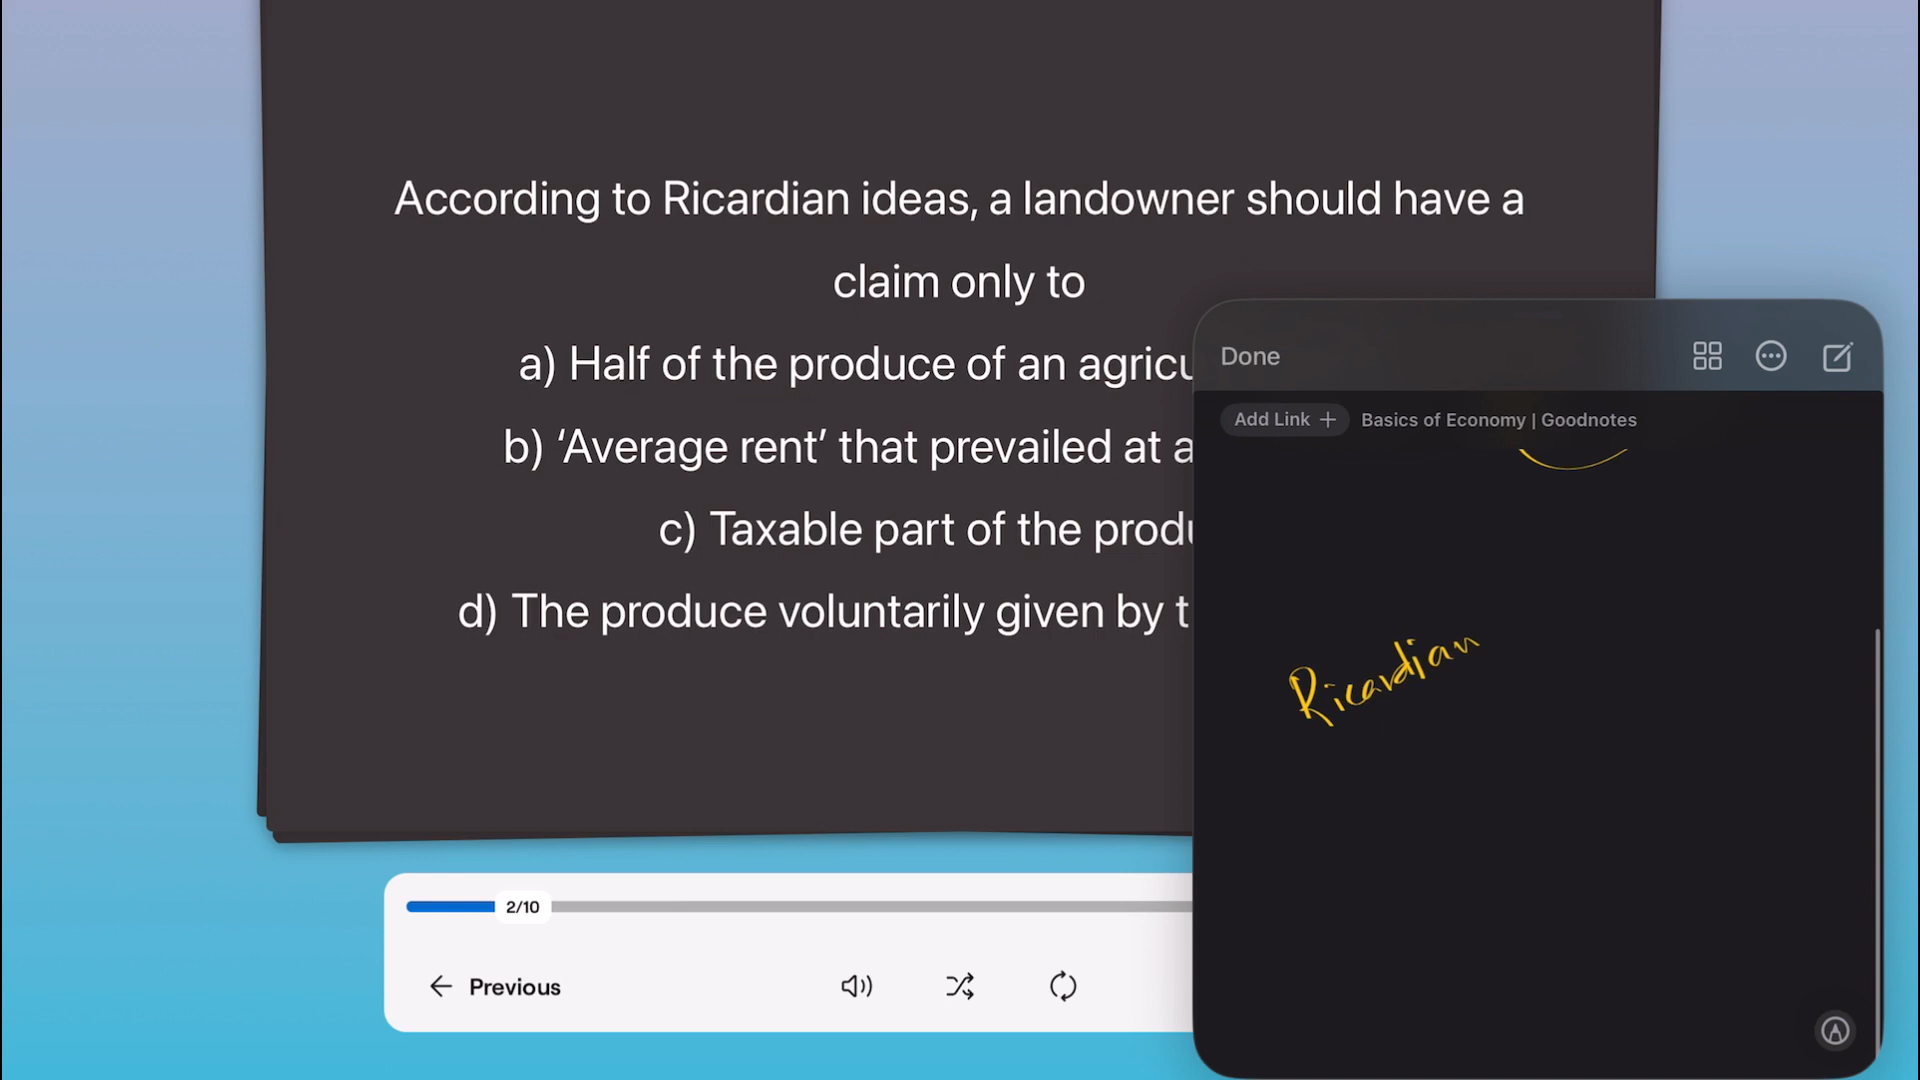 According to Ricardian ideas, a landowner should have a
claim only to
a) Half of the produce of an
b) ‘Average rent’ that prevailed at
c) Taxable part of the
d) The produce voluntarily given by
Done
Add Link + Basics of Economy | Goodnotes
Ricardian
2/10
← Previous